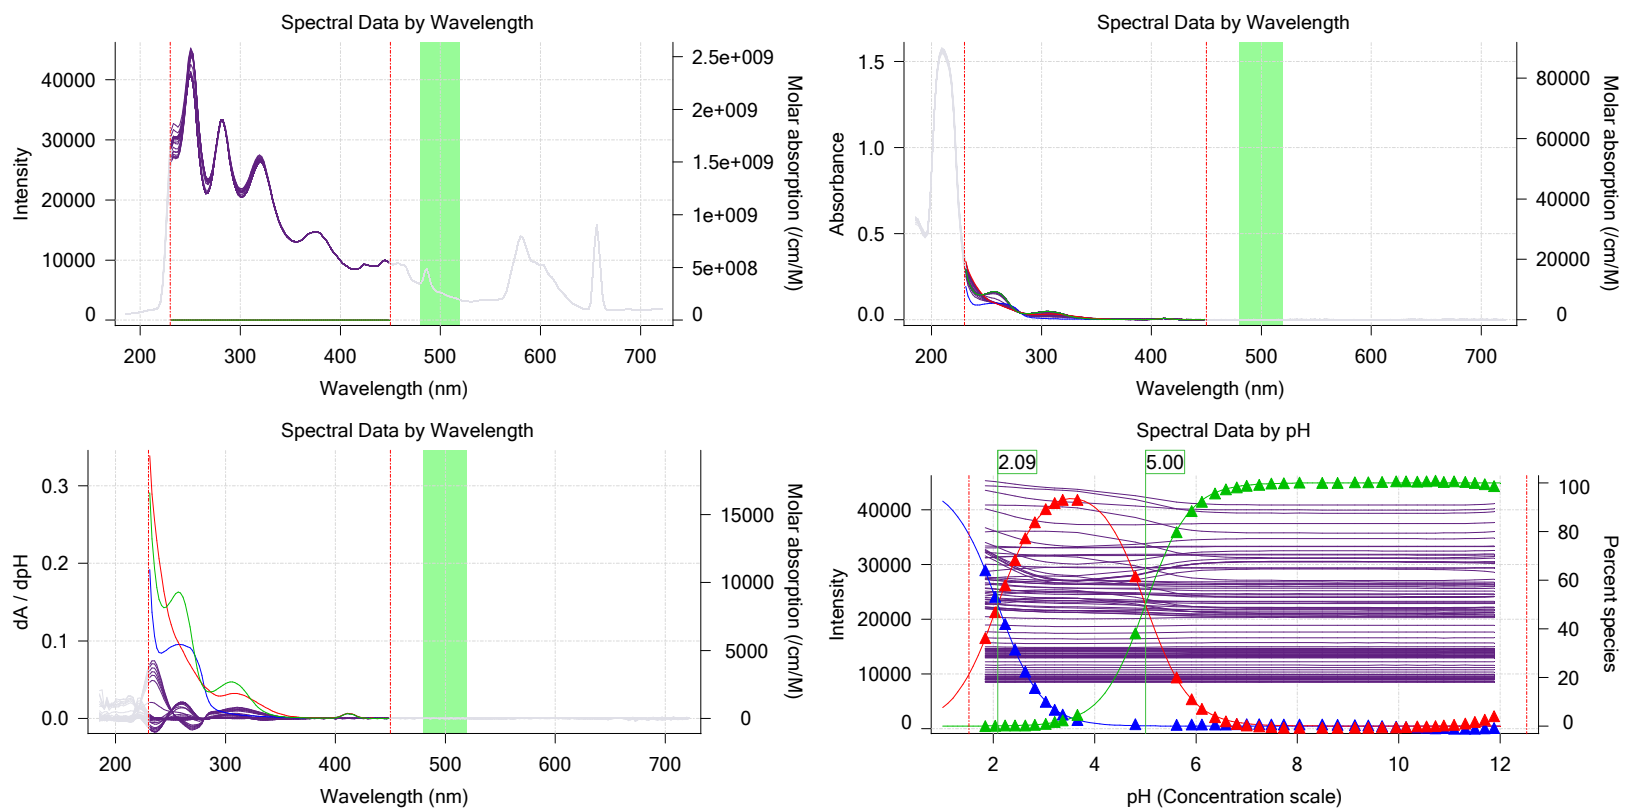 Spectral Data by Wavelength
Intensity
40000
30000
20000
10000
0
2.5e+009
2e+009
1.5e+009
1e+009
5e+008
0
Molar absorption (/cm/M)
200 300 400 500 600 700
Wavelength (nm)
Spectral Data by Wavelength
Absorbance
1.5
1.0
0.5
0.0
80000
60000
40000
20000
0
Molar absorption (/cm/M)
200 300 400 500 600 700
Wavelength (nm)
Spectral Data by Wavelength
dA / dpH
0.3
0.2
0.1
0.0
15000
10000
5000
0
Molar absorption (/cm/M)
200 300 400 500 600 700
Wavelength (nm)
Spectral Data by pH
2.09 5.00
Intensity
40000
30000
20000
10000
0
100
80
60
40
20
0
Percent species
2 4 6 8 10 12
pH (Concentration scale)